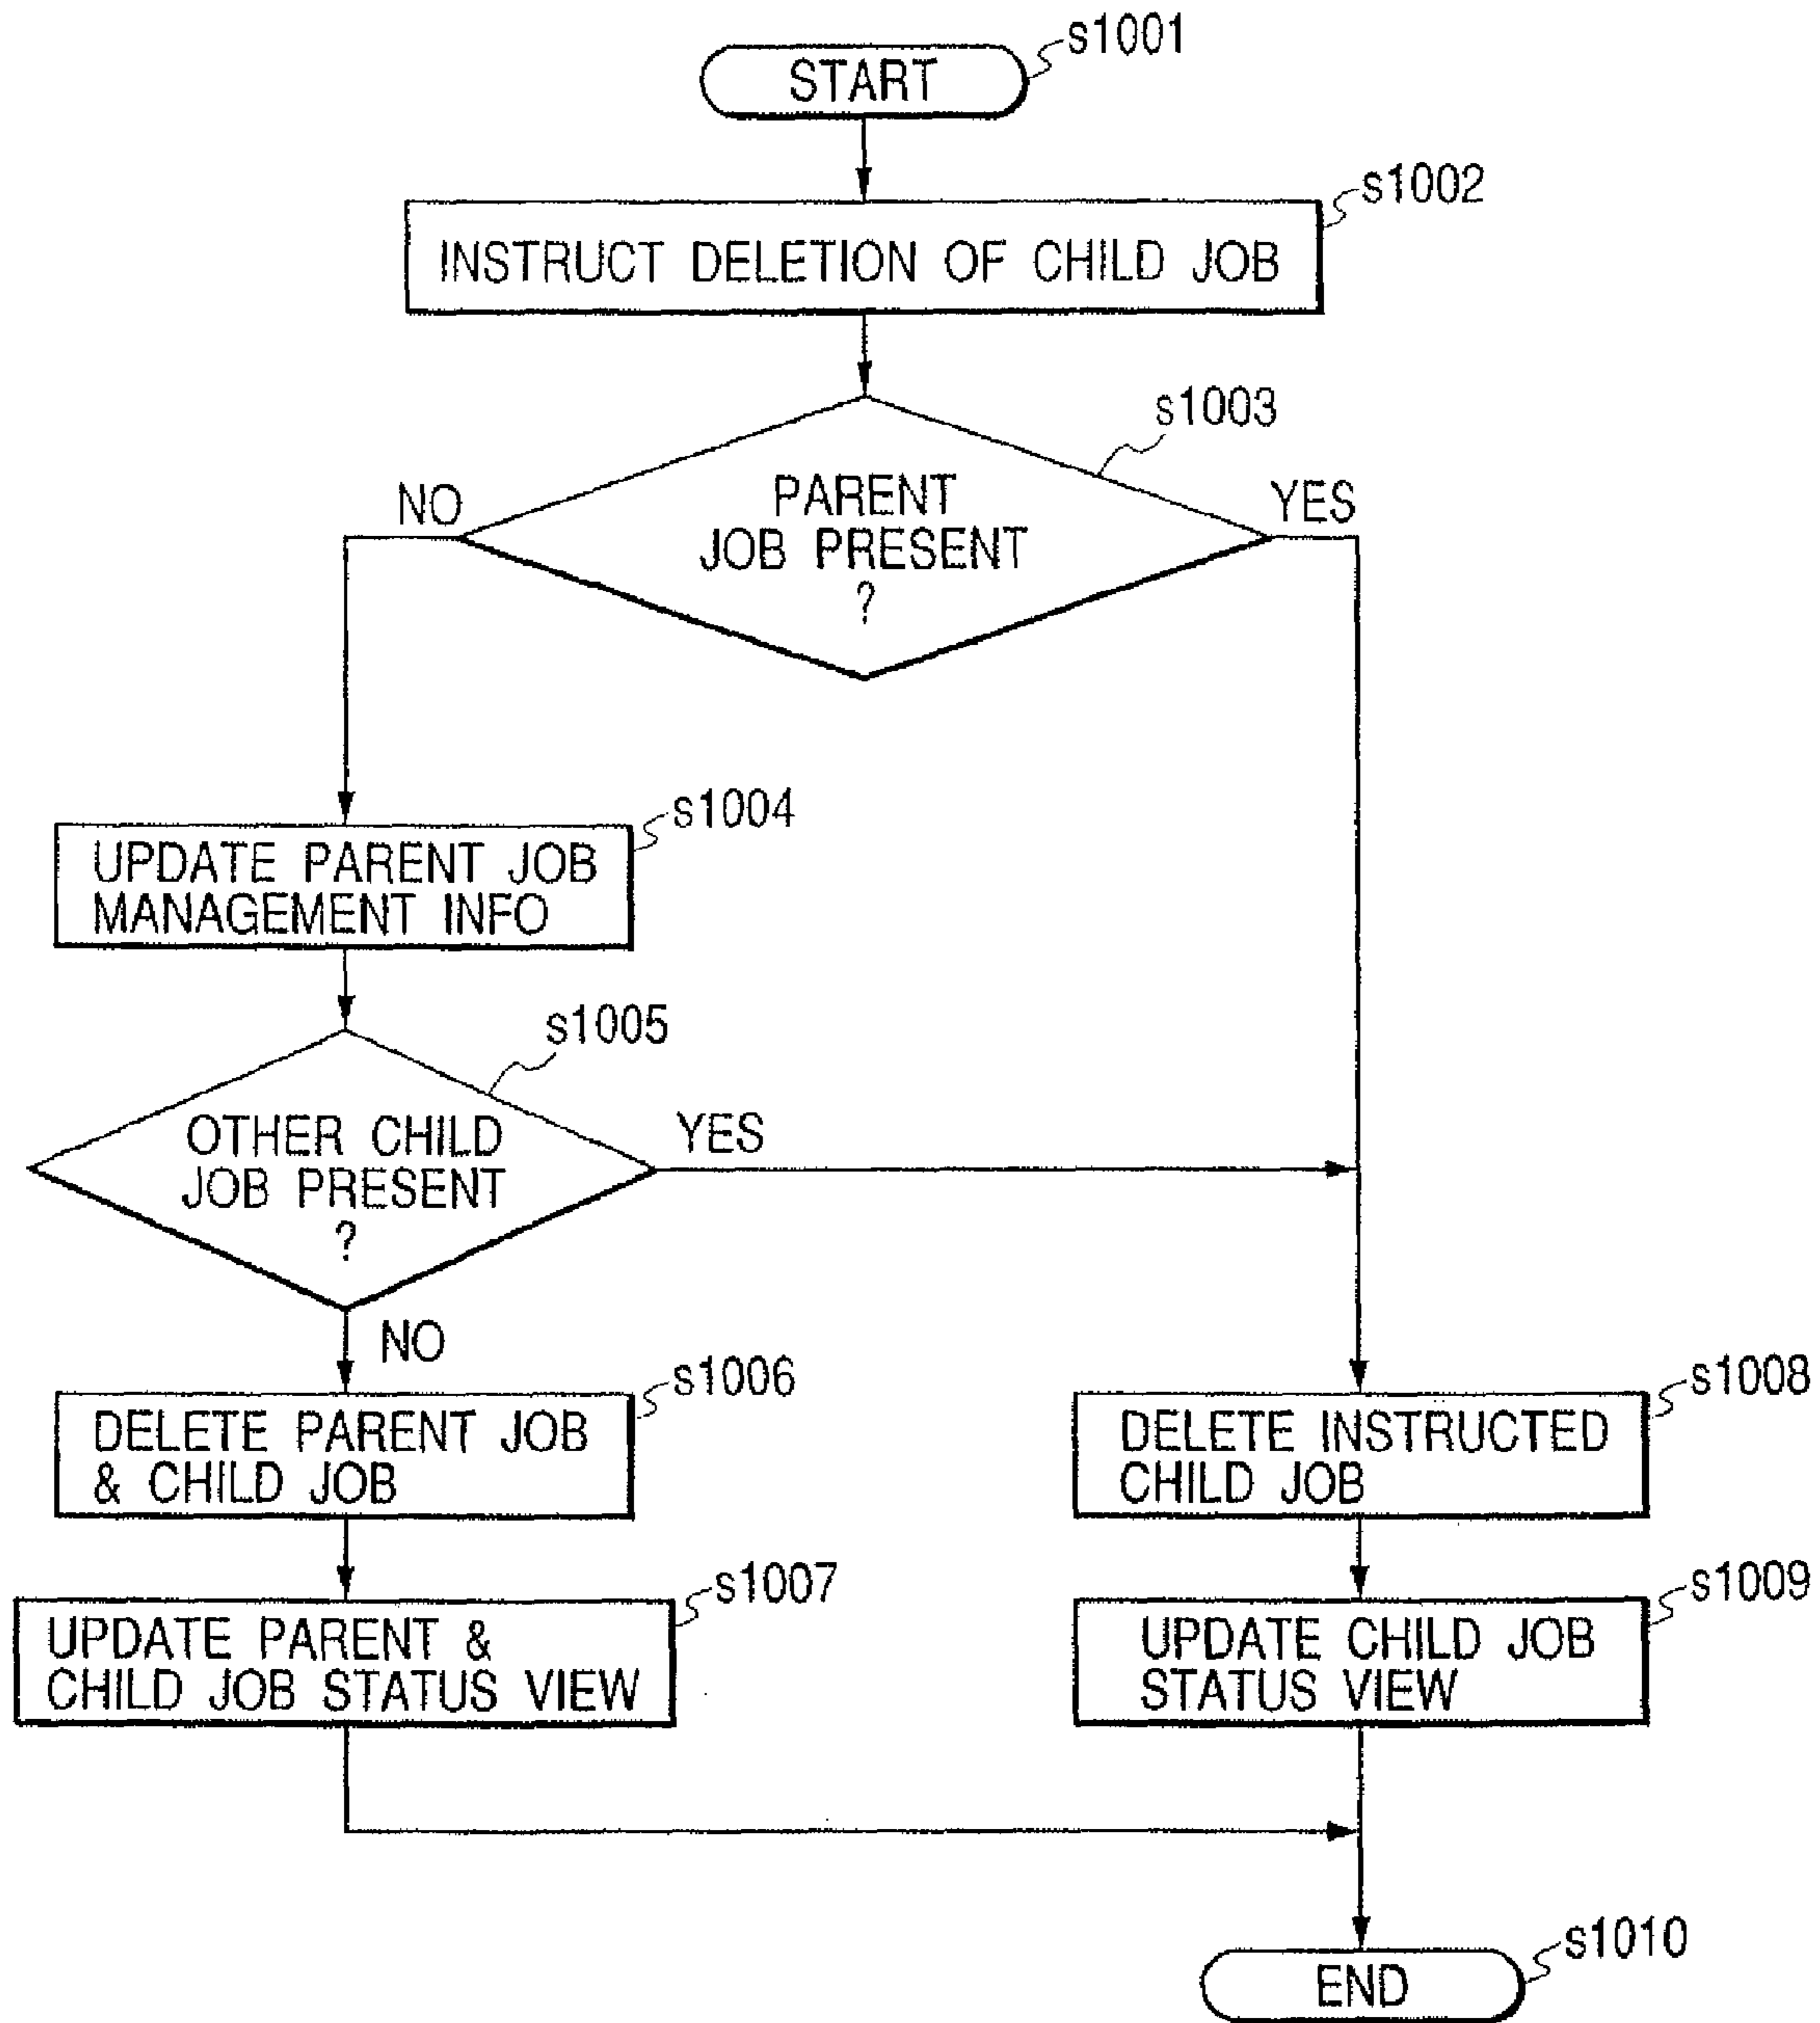 START
s1001
INSTRUCT DELETION OF CHILD JOB
s1002
PARENT
JOB PRESENT
?
s1003
NO
YES
UPDATE PARENT JOB
MANAGEMENT INFO
s1004
OTHER CHILD
JOB PRESENT
?
s1005
YES
NO
DELETE PARENT JOB
& CHILD JOB
s1006
DELETE INSTRUCTED
CHILD JOB
s1008
UPDATE PARENT &
CHILD JOB STATUS VIEW
s1007
UPDATE CHILD JOB
STATUS VIEW
s1009
END
s1010